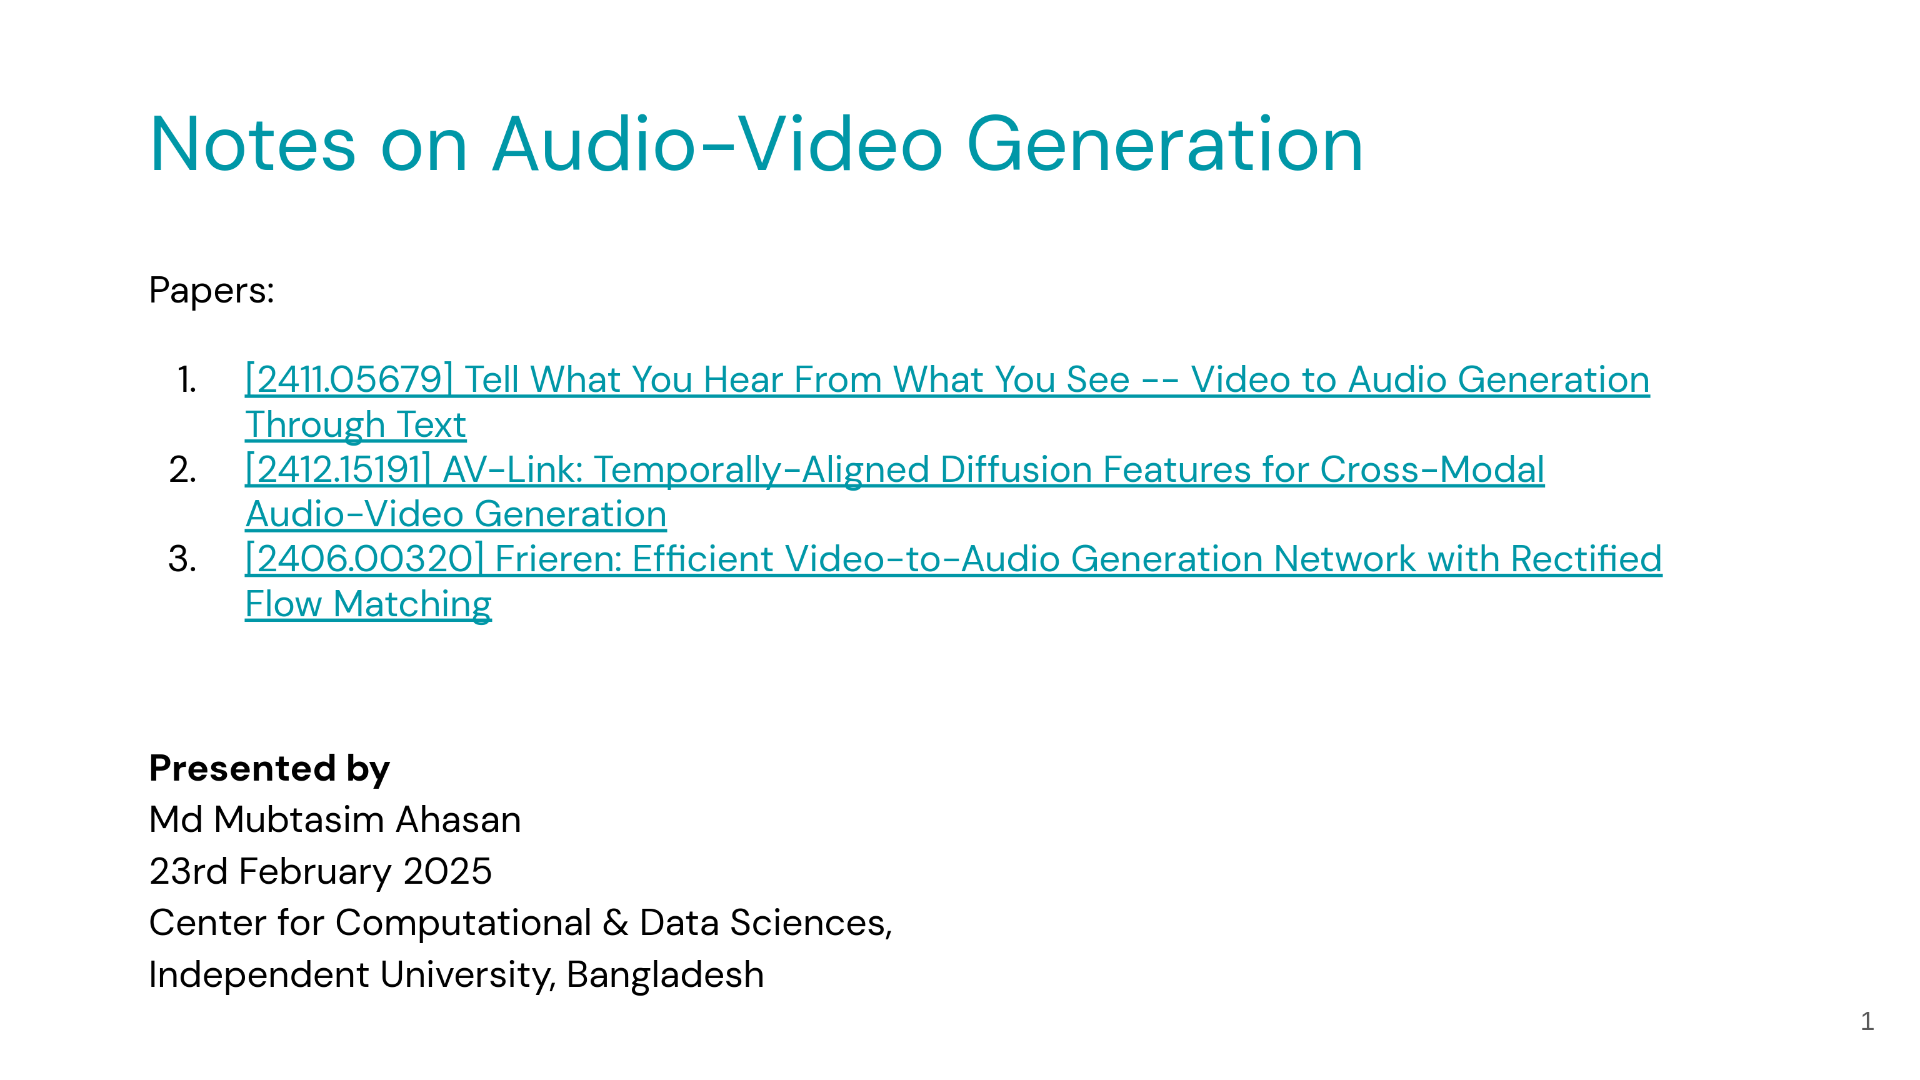 Notes on Audio-Video Generation
Papers:
1. [2411.05679] Tell What You Hear From What You See -- Video to Audio Generation
Through Text
2. [2412.15191] AV-Link: Temporally-Aligned Diffusion Features for Cross-Modal
Audio-Video Generation
3. [2406.00320] Frieren: Efficient Video-to-Audio Generation Network with Rectified
Flow Matching
Presented by
Md Mubtasim Ahasan
23rd February 2025
Center for Computational & Data Sciences,
Independent University, Bangladesh
1